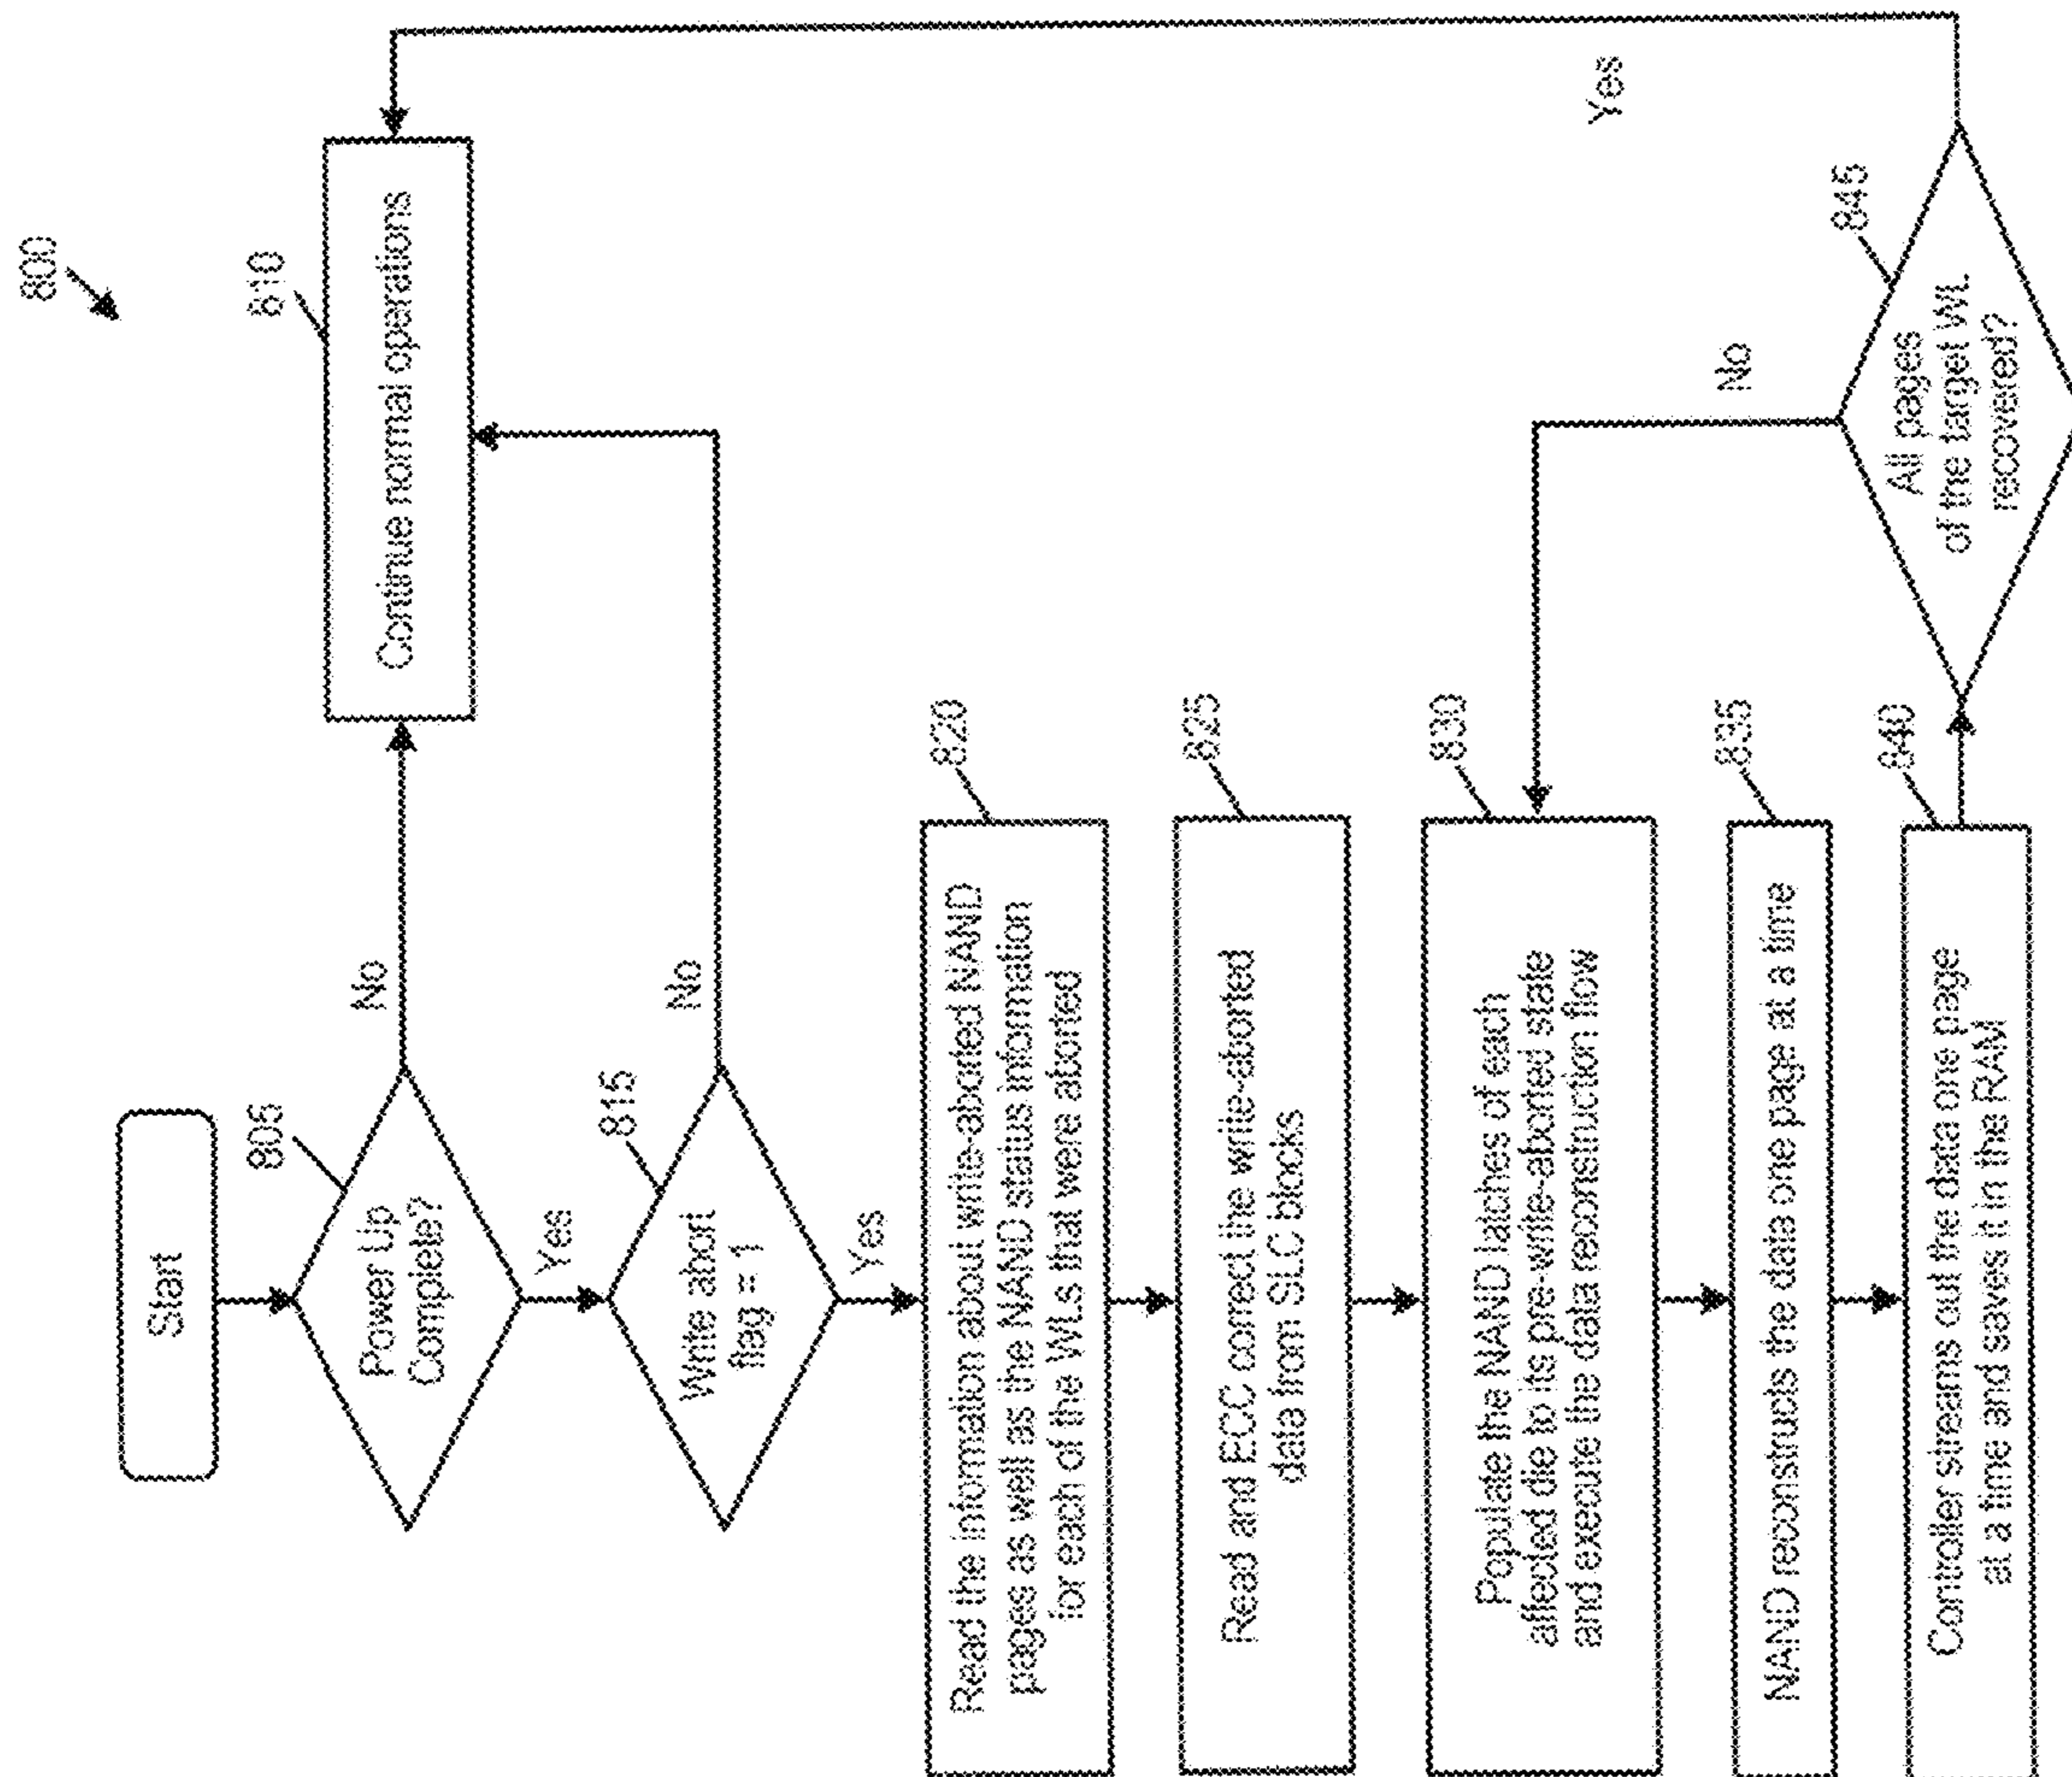 800
Start
805
Power Up
Complete?
No
Yes
810
Continue normal operations
815
Write abort
flag = 1
No
Yes
820
Read the information about write-aborted NAND
pages as well as the NAND status information
for each of the WLs that were aborted
825
Read and ECC correct the write-aborted
data from SLC blocks
830
Populate the NAND latches of each
affected die to its pre-write-aborted state
and execute the data reconstruction flow
835
NAND reconstructs the data one page at a time
840
Controller streams out the data one page
at a time and saves it in the RAM
845
All pages
of the target WL
recovered?
No
Yes